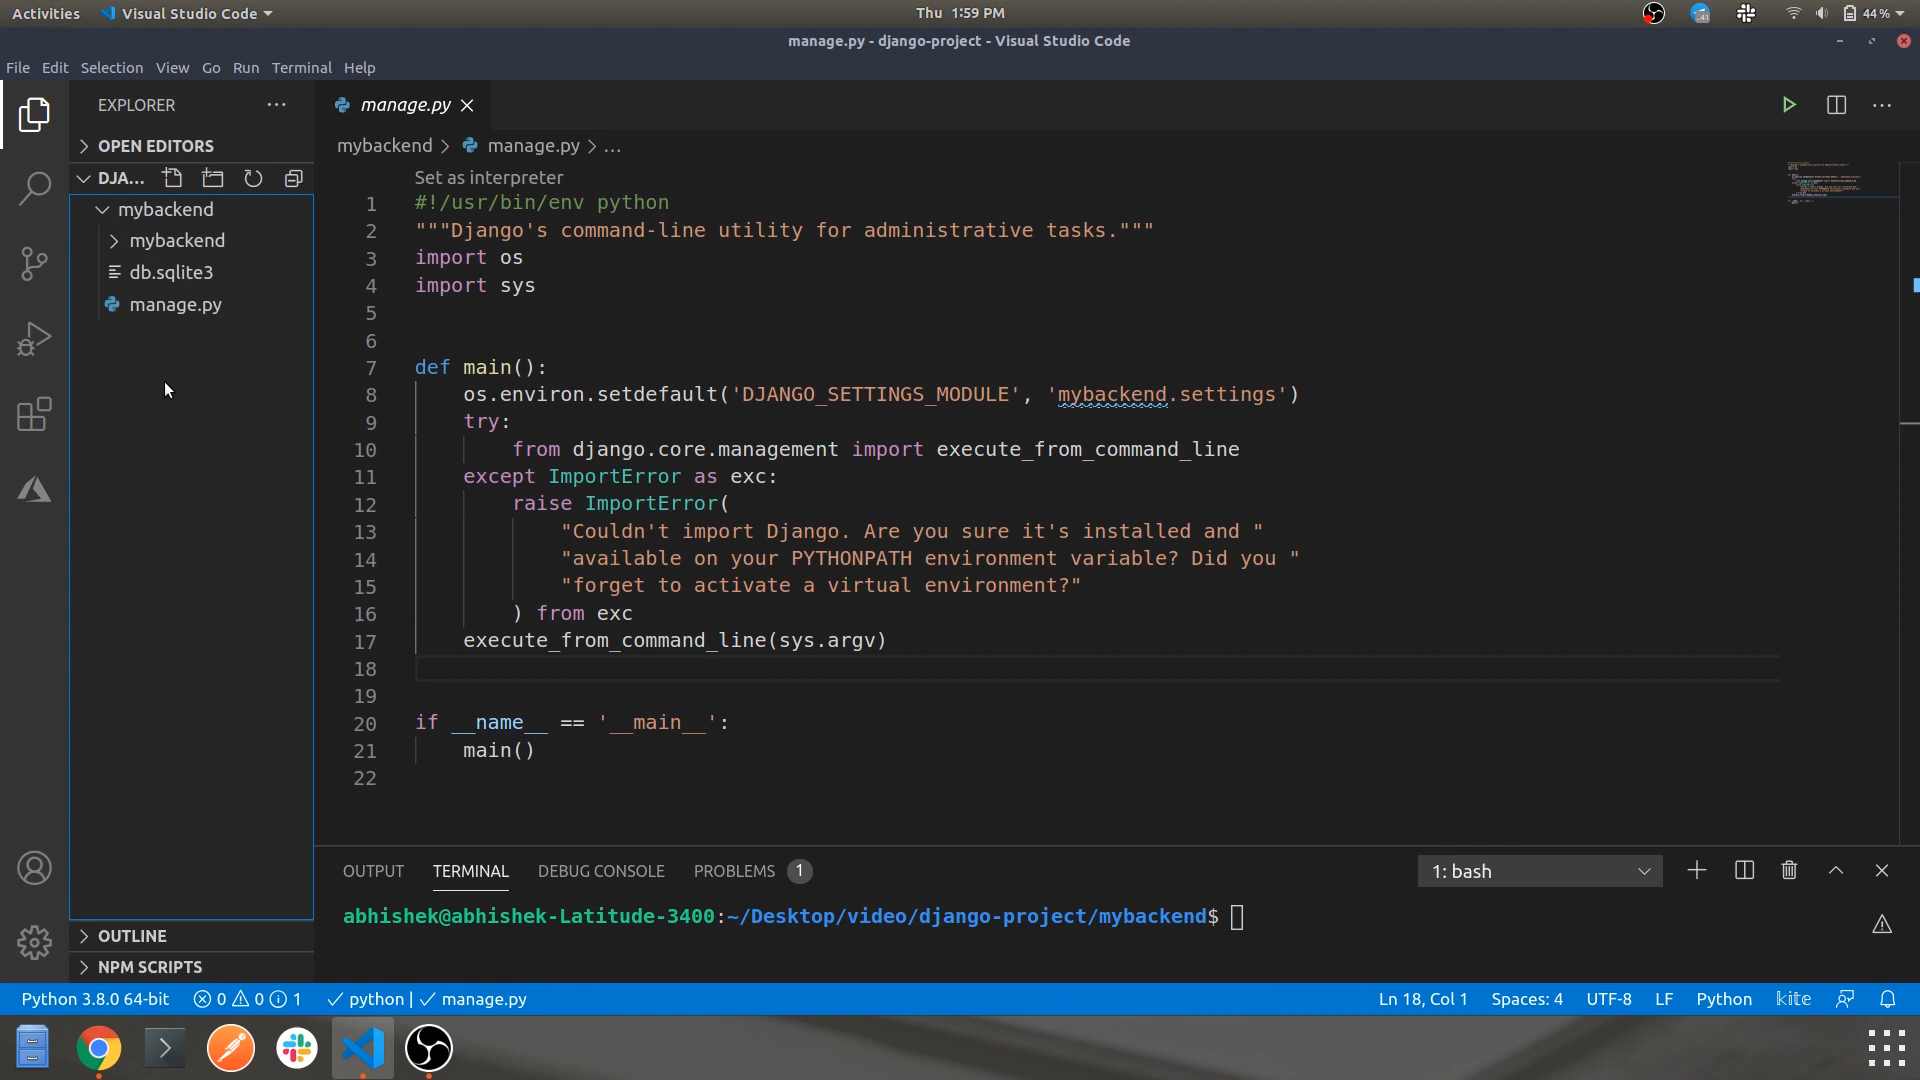 Activities Visual Studio Code Thu 1:59 PM 44%
manage.py - django-project - Visual Studio Code
File Edit Selection View Go Run Terminal Help
EXPLORER
OPEN EDITORS
DJA...
mybackend
mybackend
db.sqlite3
manage.py
OUTLINE
NPM SCRIPTS
manage.py
mybackend > manage.py > ...
Set as interpreter
1 #!/usr/bin/env python
2 """Django's command-line utility for administrative tasks."""
3 import os
4 import sys
5
6
7 def main():
8 os.environ.setdefault('DJANGO_SETTINGS_MODULE', 'mybackend.settings')
9 try:
10 from django.core.management import execute_from_command_line
11 except ImportError as exc:
12 raise ImportError(
13 "Couldn't import Django. Are you sure it's installed and "
14 "available on your PYTHONPATH environment variable? Did you "
15 "forget to activate a virtual environment?"
16 ) from exc
17 execute_from_command_line(sys.argv)
18
19
20 if __name__ == '__main__':
21 main()
22
OUTPUT TERMINAL DEBUG CONSOLE PROBLEMS 1 1: bash
abhishek@abhishek-Latitude-3400:~/Desktop/video/django-project/mybackend$
Python 3.8.0 64-bit 0 0 1 python | manage.py Ln 18, Col 1 Spaces: 4 UTF-8 LF Python kite